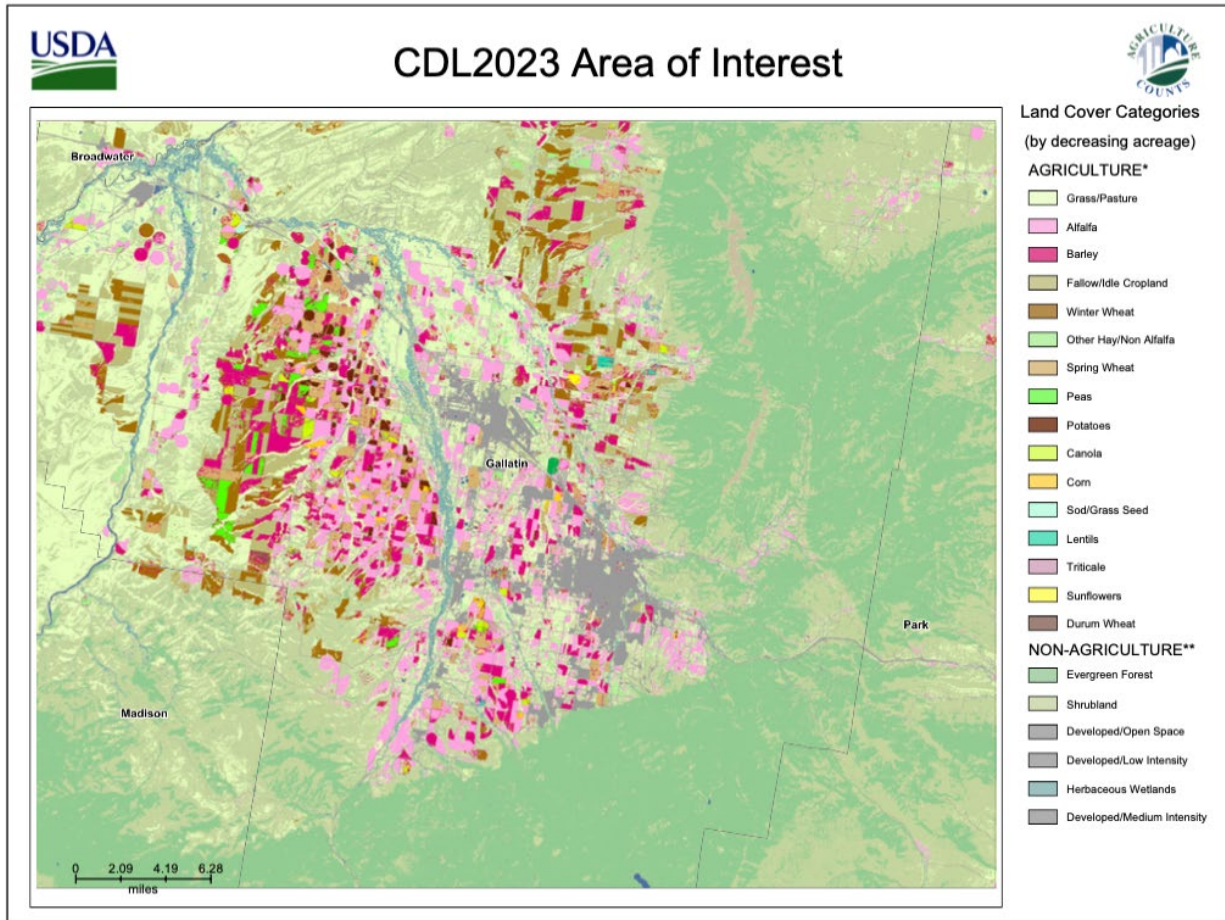 USDA
CDL2023 Area of Interest
AGRICULTURE
COUNTS
Land Cover Categories
(by decreasing acreage)
AGRICULTURE*
Grass/Pasture
Alfalfa
Barley
Fallow/Idle Cropland
Winter Wheat
Other Hay/Non Alfalfa
Spring Wheat
Peas
Potatoes
Canola
Corn
Sod/Grass Seed
Lentils
Triticale
Sunflowers
Durum Wheat
NON-AGRICULTURE**
Evergreen Forest
Shrubland
Developed/Open Space
Developed/Low Intensity
Herbaceous Wetlands
Developed/Medium Intensity
Broadwater
Gallatin
Park
Madison
0 2.09 4.19 6.28
miles